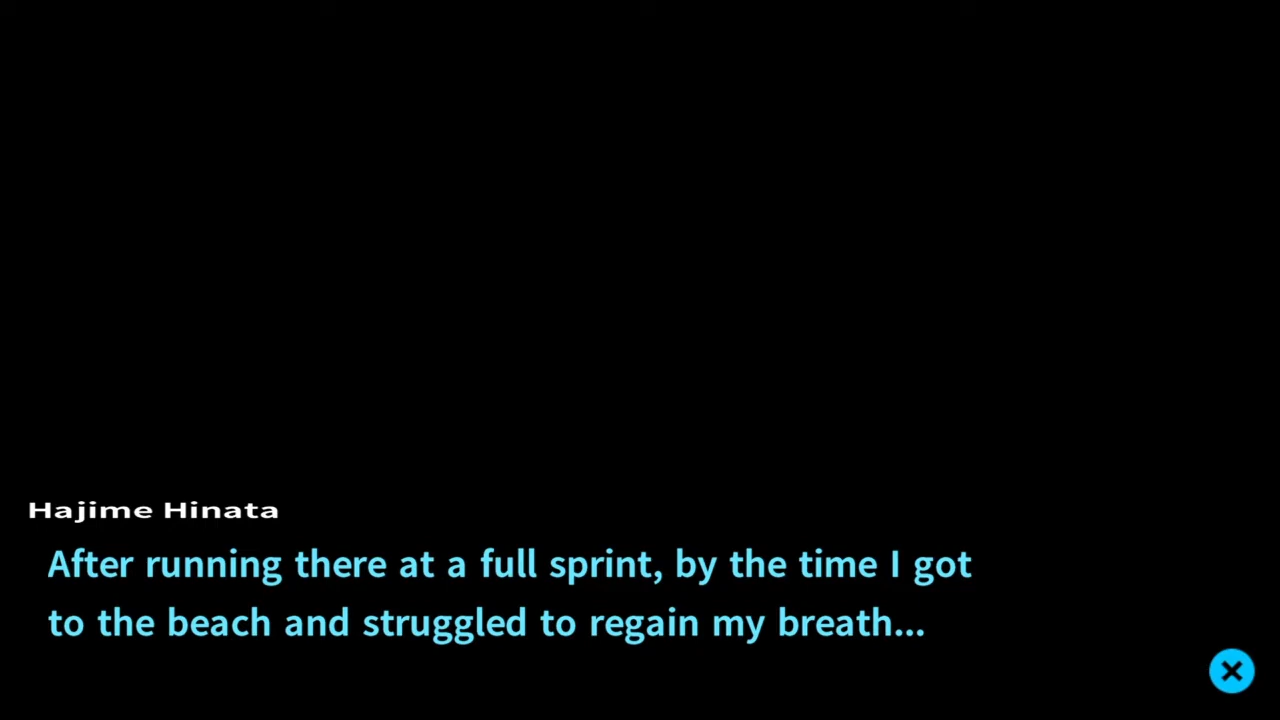 Hajime Hinata
After running there at a full sprint, by the time I got
to the beach and struggled to regain my breath...